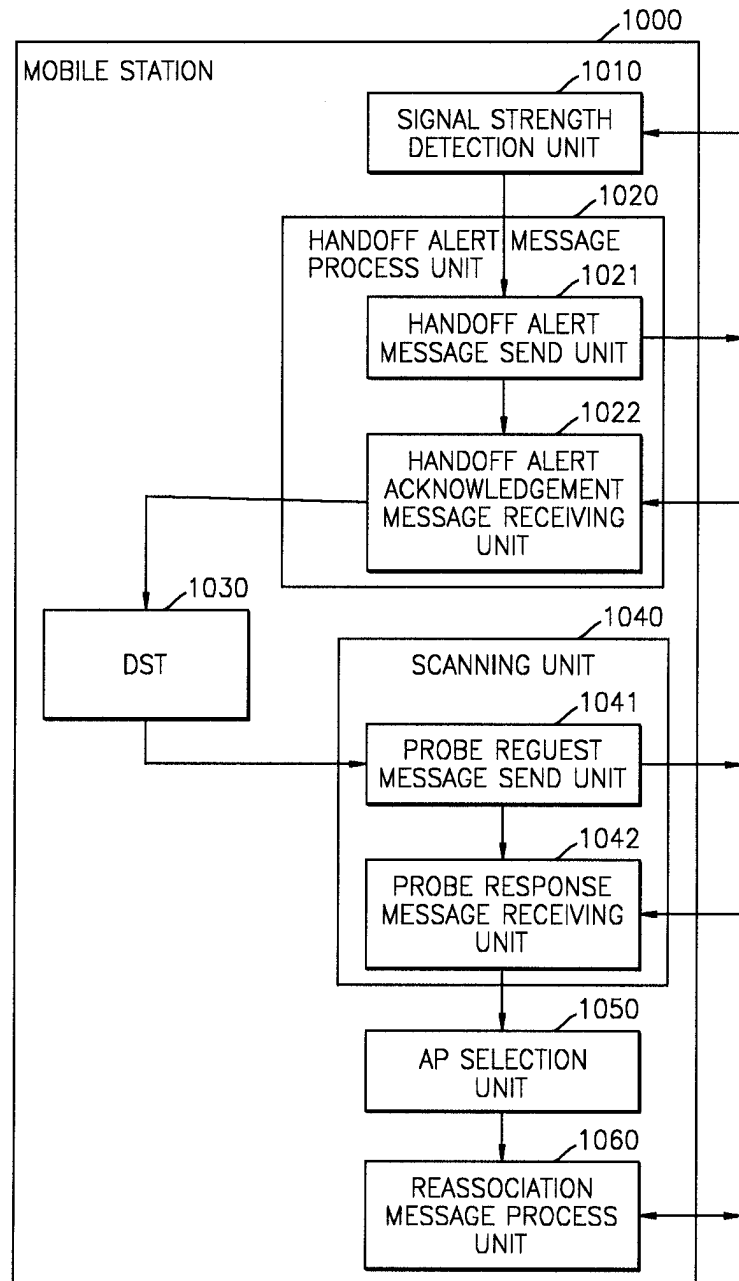 1000
MOBILE STATION
1010
SIGNAL STRENGTH
DETECTION UNIT
1020
HANDOFF ALERT MESSAGE
PROCESS UNIT
1021
HANDOFF ALERT
MESSAGE SEND UNIT
1022
HANDOFF ALERT
ACKNOWLEDGEMENT
MESSAGE RECEIVING
UNIT
1030
DST
1040
SCANNING UNIT
1041
PROBE REGUEST
MESSAGE SEND UNIT
1042
PROBE RESPONSE
MESSAGE RECEIVING
UNIT
1050
AP SELECTION
UNIT
1060
REASSOCIATION
MESSAGE PROCESS
UNIT